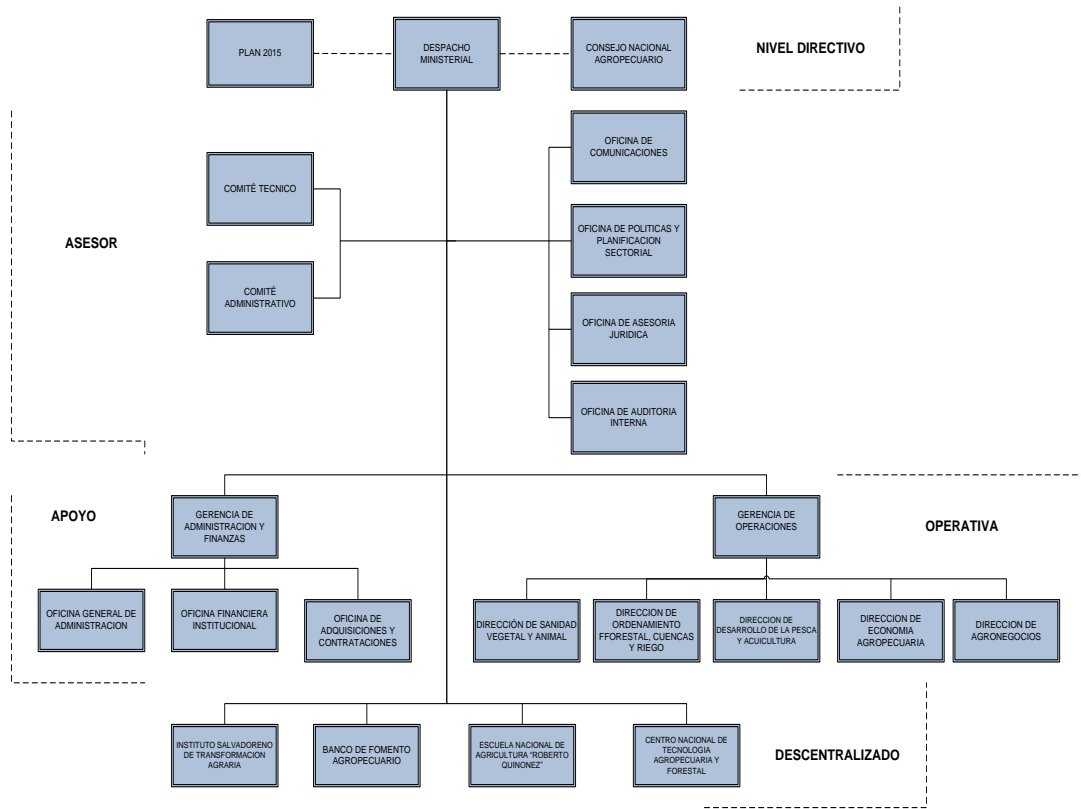 PLAN 2015
DESPACHO
MINISTERIAL
CONSEJO NACIONAL
AGROPECUARIO
NIVEL DIRECTIVO
OFICINA DE
COMUNICACIONES
COMITÉ TECNICO
OFICINA DE POLITICAS Y
PLANIFICACION
SECTORIAL
ASESOR
COMITÉ
ADMINISTRATIVO
OFICINA DE ASESORIA
JURIDICA
OFICINA DE AUDITORIA
INTERNA
APOYO
GERENCIA DE
ADMINISTRACION Y
FINANZAS
GERENCIA DE
OPERACIONES
OPERATIVA
OFICINA GENERAL DE
ADMINISTRACION
OFICINA FINANCIERA
INSTITUCIONAL
OFICINA DE
ADQUISICIONES Y
CONTRATACIONES
DIRECCIÓN DE SANIDAD
VEGETAL Y ANIMAL
DIRECCION DE
ORDENAMIENTO
FFORESTAL, CUENCAS
Y RIEGO
DIRECCION DE
DESARROLLO DE LA PESCA
Y ACUICULTURA
DIRECCION DE
ECONOMIA
AGROPECUARIA
DIRECCION DE
AGRONEGOCIOS
INSTITUTO SALVADORENO
DE TRANSFORMACION
AGRARIA
BANCO DE FOMENTO
AGROPECUARIO
ESCUELA NACIONAL DE
AGRICULTURA "ROBERTO
QUINONEZ"
CENTRO NACIONAL DE
TECNOLOGIA
AGROPECUARIA Y
FORESTAL
DESCENTRALIZADO